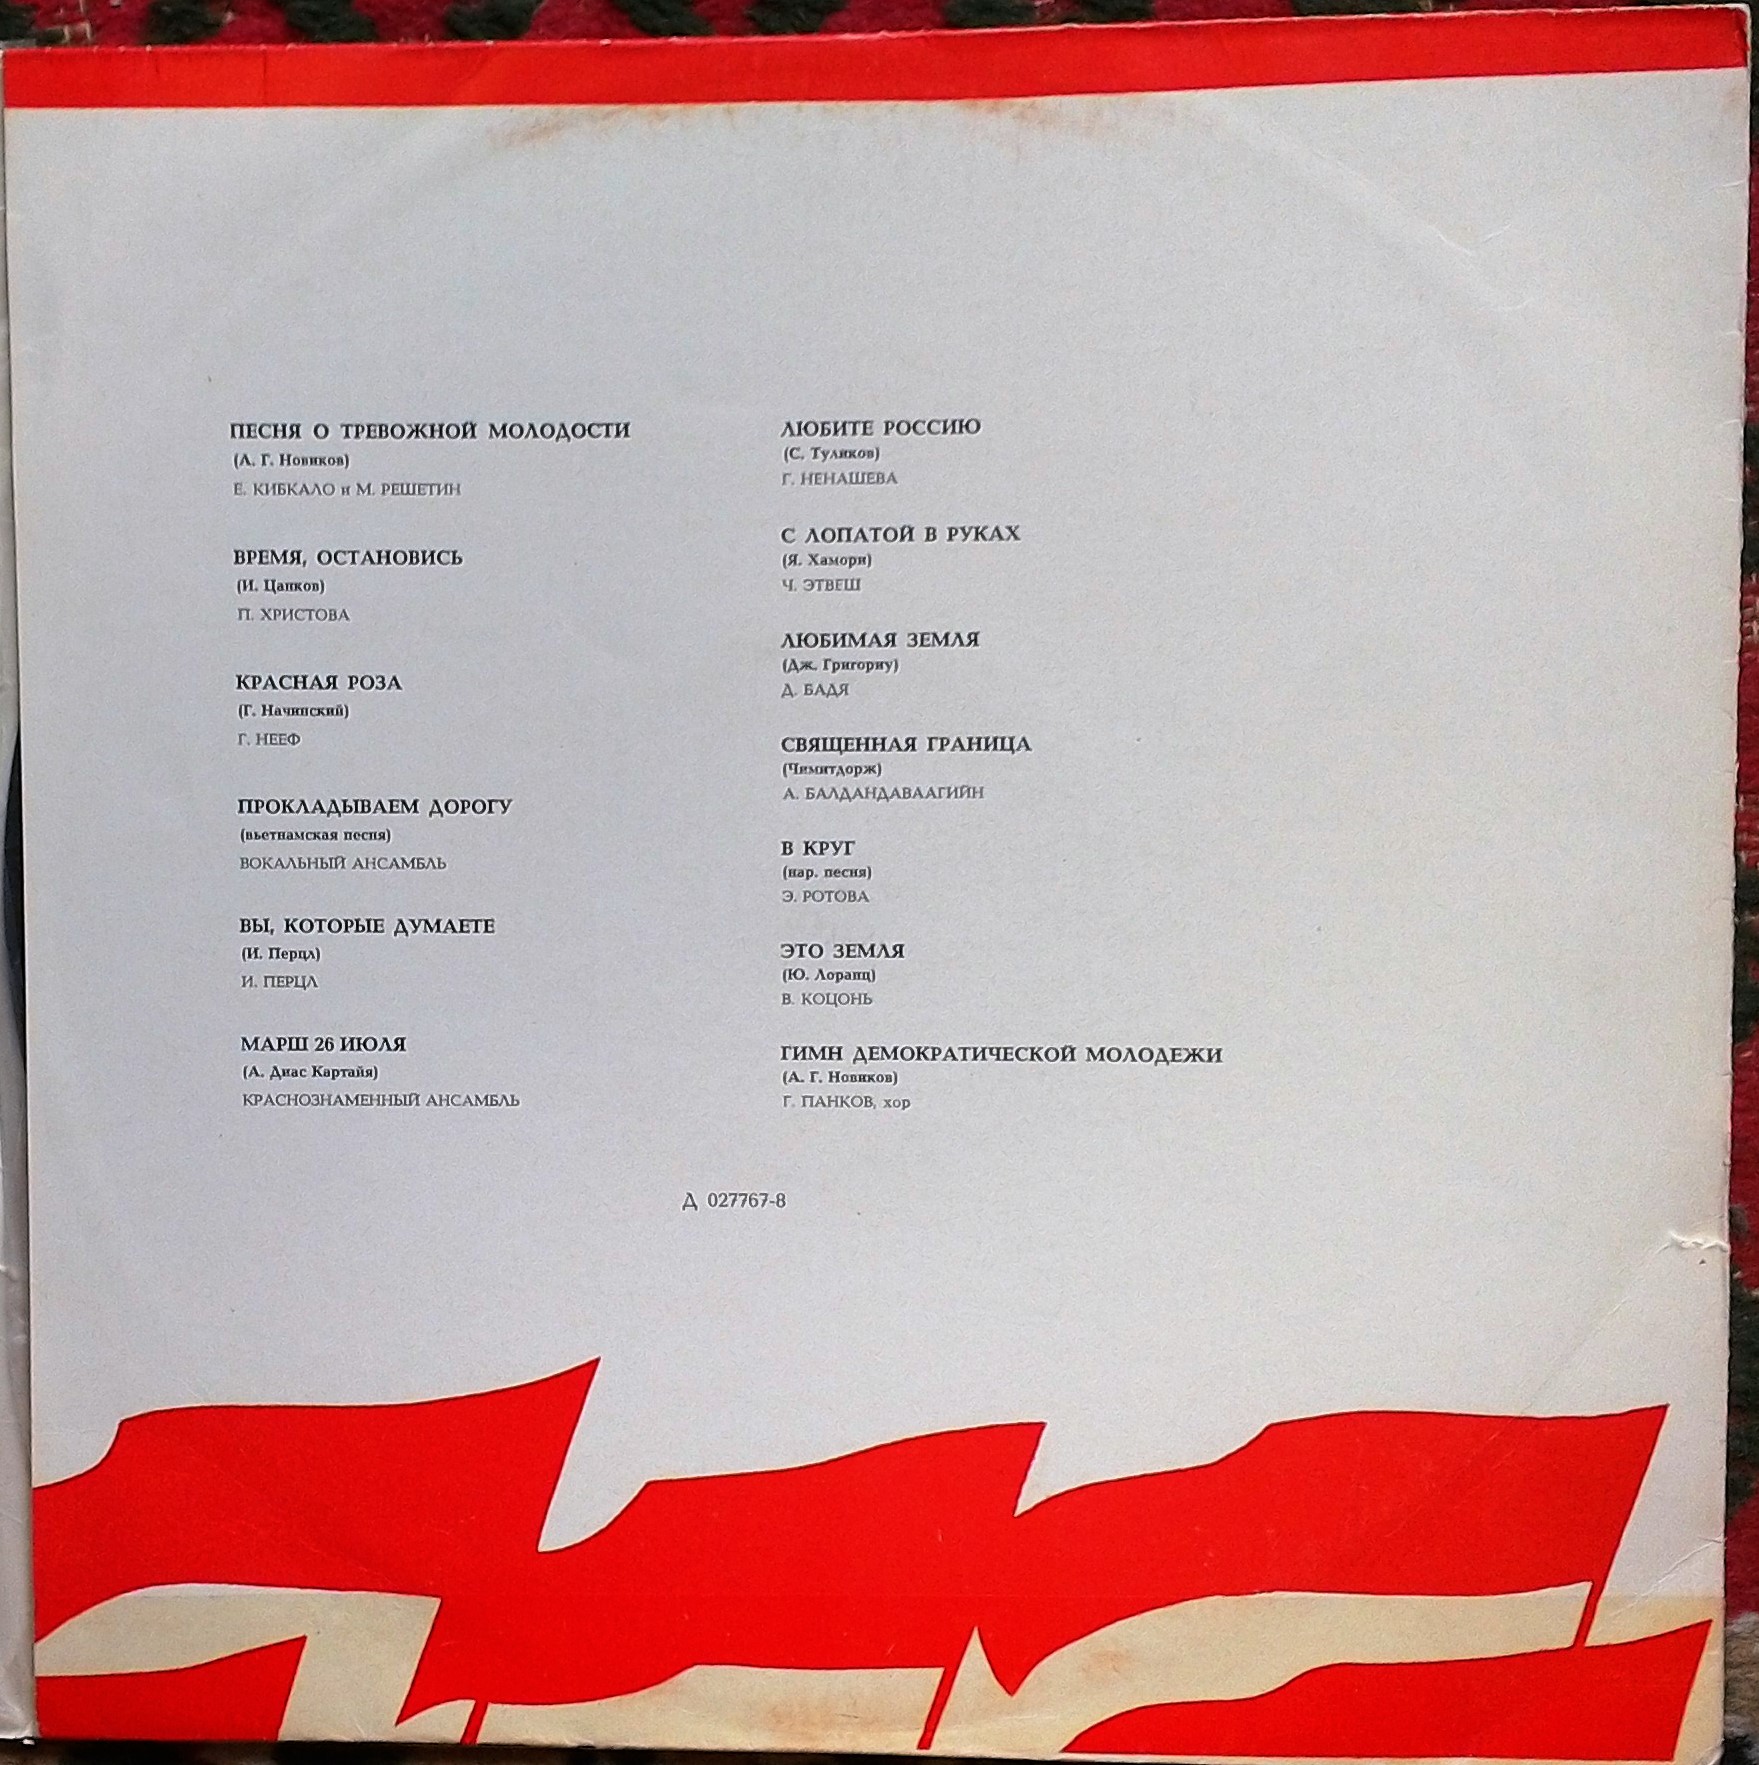 ПЕСНЯ О ТРЕВОЖНОЙ МОЛОДОСТИ
(А. Г. Новиков)
Е. КИБКАЛО и М. РЕШЕТИН
ВРЕМЯ, ОСТАНОВИСЬ
(И. Цанков)
П. ХРИСТОВА
КРАСНАЯ РОЗА
(Г. Начинский)
Г. НЕЕФ
ПРОКЛАДЫВАЕМ ДОРОГУ
(вьетнамская песня)
ВОКАЛЬНЫЙ АНСАМБЛЬ
ВЫ, КОТОРЫЕ ДУМАЕТЕ
(И. Перцл)
И. ПЕРЦЛ
МАРШ 26 ИЮЛЯ
(А. Диас Картайя)
КРАСНОЗНАМЕННЫЙ АНСАМБЛЬ
ЛЮБИТЕ РОССИЮ
(С. Туликов)
Г. НЕНАШЕВА
С ЛОПАТОЙ В РУКАХ
(Я. Хамори)
Ч. ЭТВЕШ
ЛЮБИМАЯ ЗЕМЛЯ
(Дж. Григориу)
Д. БАДЯ
СВЯЩЕННАЯ ГРАНИЦА
(Чимитдорж)
А. БАЛДАНДАВААГИЙН
В КРУГ
(нар. песня)
Э. РОТОВА
ЭТО ЗЕМЛЯ
(Ю. Лоранц)
В. КОЦОНЬ
ГИМН ДЕМОКРАТИЧЕСКОЙ МОЛОДЕЖИ
(А. Г. Новиков)
Г. ПАНКОВ, хор
Д 027767-8